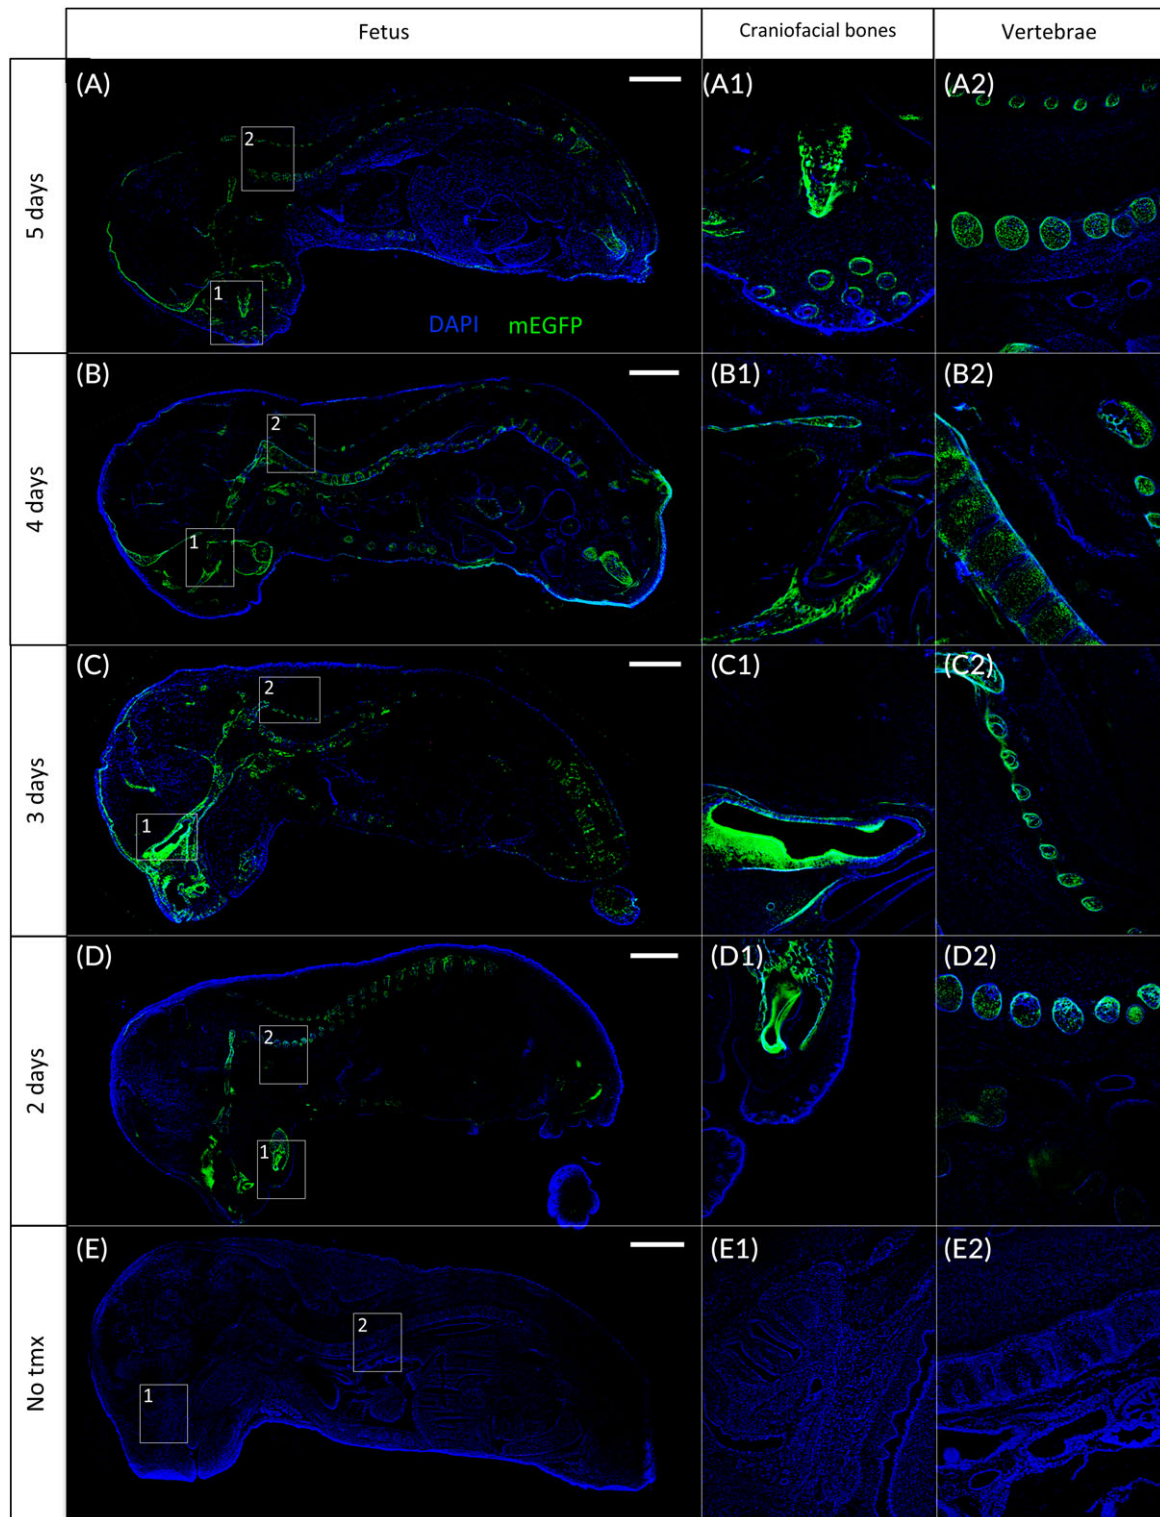 Fetus Craniofacial bones Vertebrae
5 days
(A) (A1) (A2)
2
1
DAPI mEGFP
4 days
(B) (B1) (B2)
2
1
3 days
(C) (C1) (C2)
2
1
2 days
(D) (D1) (D2)
2
1
No tmx
(E) (E1) (E2)
2
1